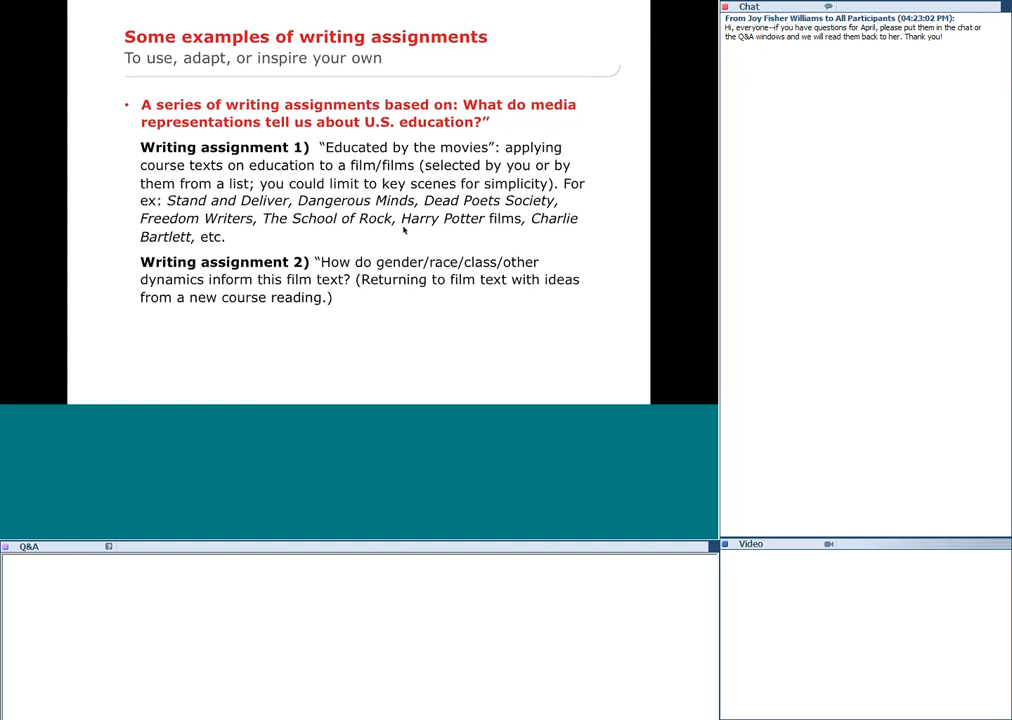 Some examples of writing assignments
To use, adapt, or inspire your own
• A series of writing assignments based on: What do media
representations tell us about U.S. education?”
Writing assignment 1) “Educated by the movies”: applying
course texts on education to a film/films (selected by you or by
them from a list; you could limit to key scenes for simplicity). For
ex: Stand and Deliver, Dangerous Minds, Dead Poets Society,
Freedom Writers, The School of Rock, Harry Potter films, Charlie
Bartlett, etc.
Writing assignment 2) “How do gender/race/class/other
dynamics inform this film text? (Returning to film text with ideas
from a new course reading.)
Chat
From Joy Fisher Williams to All Participants (04:23:02 PM):
Hi, everyone--if you have questions for April, please put them in the chat or
the Q&A windows and we will read them back to her. Thank you!
Q&A
Video